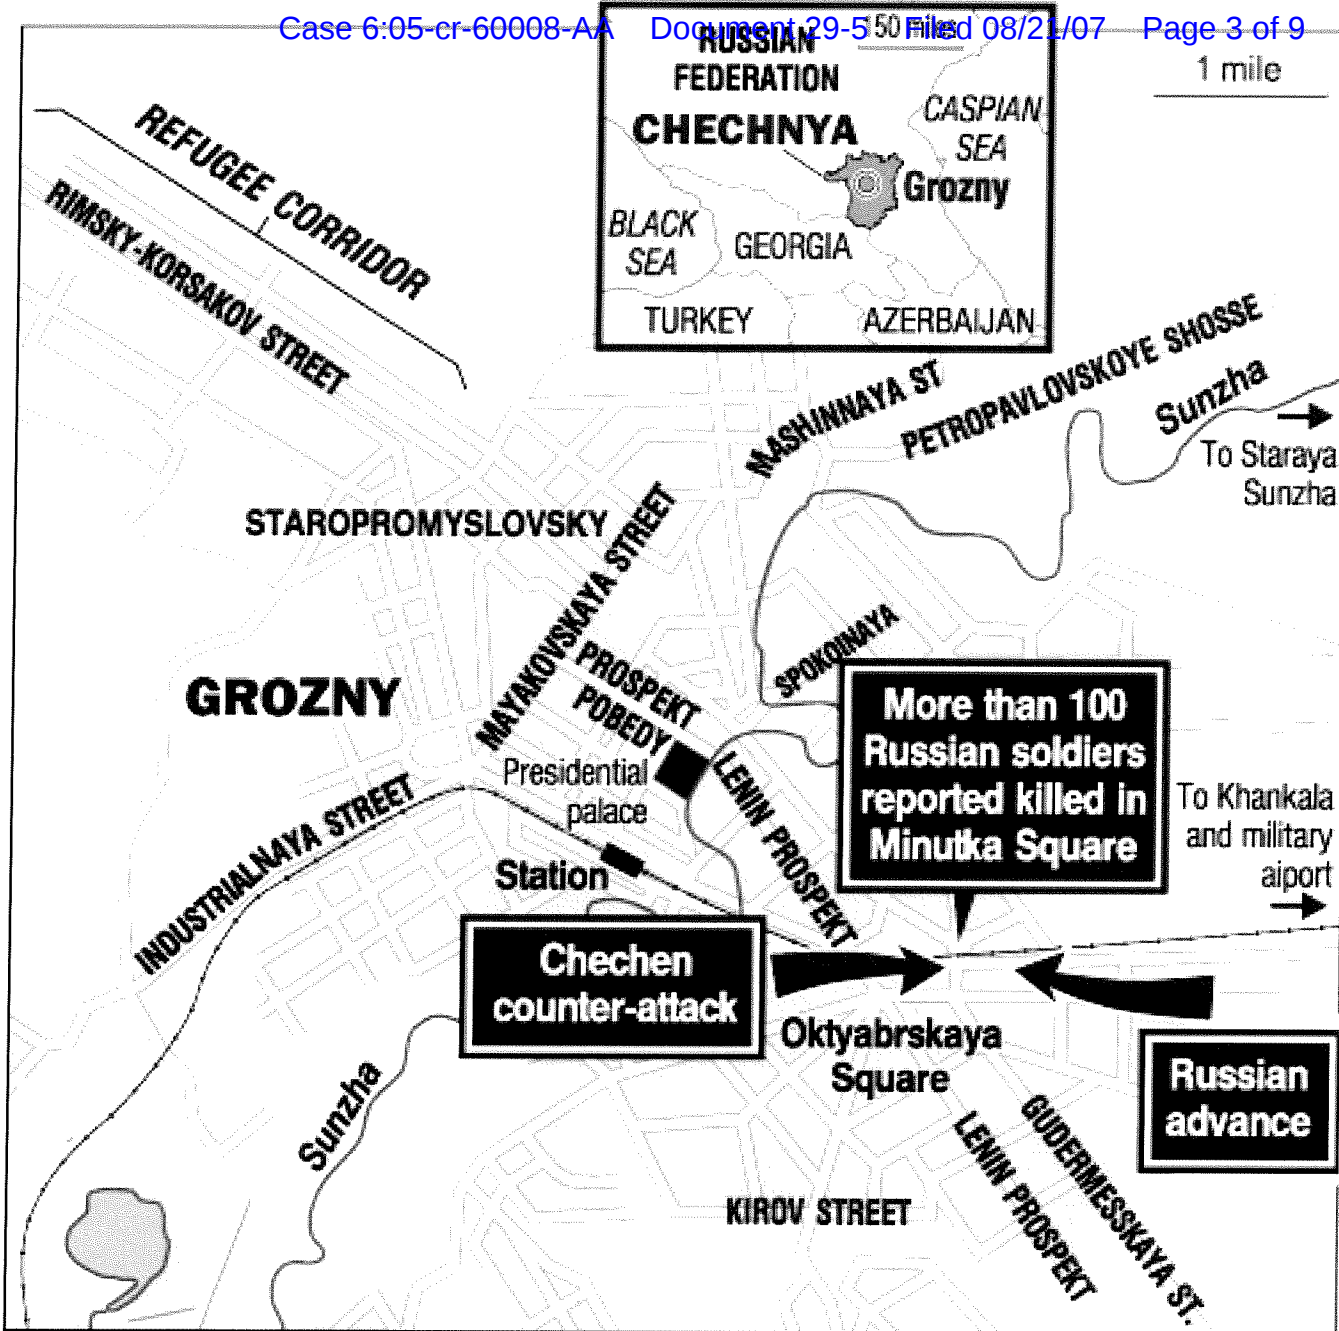 Case 6:05-cr-60008-AA Document 29-5 Filed 08/21/07 Page 3 of 9
150 miles
1 mile
RUSSIAN
FEDERATION
CHECHNYA
CASPIAN
SEA
Grozny
BLACK
SEA
GEORGIA
TURKEY
AZERBAIJAN
REFUGEE CORRIDOR
RIMSKY-KORSAKOV STREET
MASHINNAYA ST
PETROPAVLOVSKOYE SHOSSE
Sunzha
To Staraya
Sunzha
STAROPROMYSLOVSKY
MAYAKOVSKAYA STREET
SPOKOINAYA
GROZNY
PROSPEKT
POBEDY
Presidential
palace
LENIN PROSPEKT
More than 100
Russian soldiers
reported killed in
Minutka Square
To Khankala
and military
aiport
INDUSTRIALNAYA STREET
Station
Chechen
counter-attack
Oktyabrskaya
Square
Russian
advance
Sunzha
KIROV STREET
LENIN PROSPEKT
GUDERMESSKAYA ST.